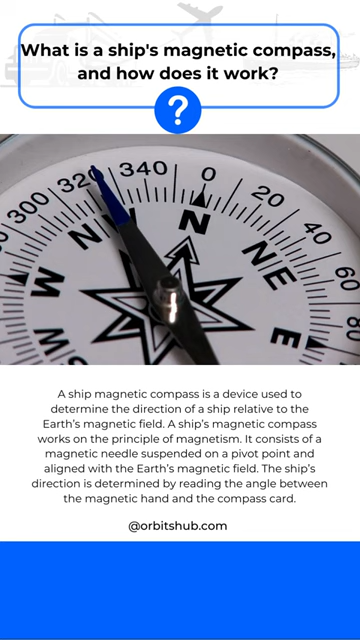 What is a ship's magnetic compass,
and how does it work?
?
300
320
340
0
20
40
60
80
N
N
NE
E
W
SW
A ship magnetic compass is a device used to
determine the direction of a ship relative to the
Earth's magnetic field. A ship's magnetic compass
works on the principle of magnetism. It consists of a
magnetic needle suspended on a pivot point and
aligned with the Earth's magnetic field. The ship's
direction is determined by reading the angle between
the magnetic hand and the compass card.
@orbitshub.com